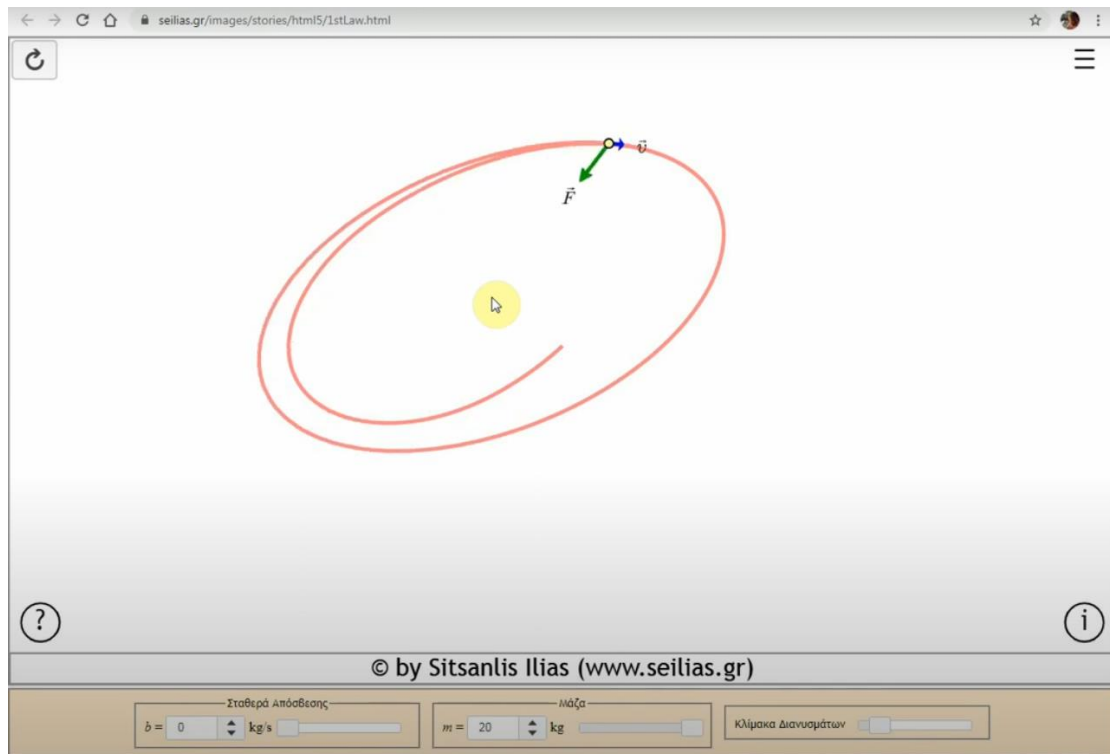 seilias.gr/images/stories/html5/1stLaw.html
υ
F
?
i
© by Sitsanlis Ilias (www.seilias.gr)
Σταθερά Απόσβεσης
b = 0 kg/s
Μάζα
m = 20 kg
Κλίμακα Διανυσμάτων